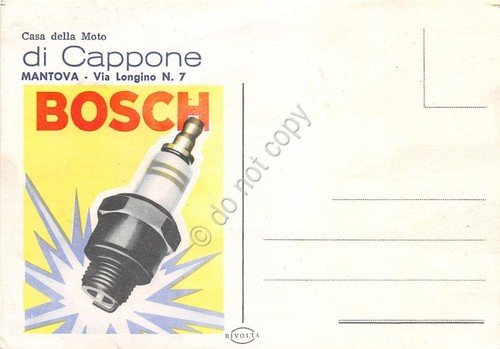 Casa della Moto
di Cappone
MANTOVA - Via Longino N. 7
BOSCH
© do not copy
RIVOLTA